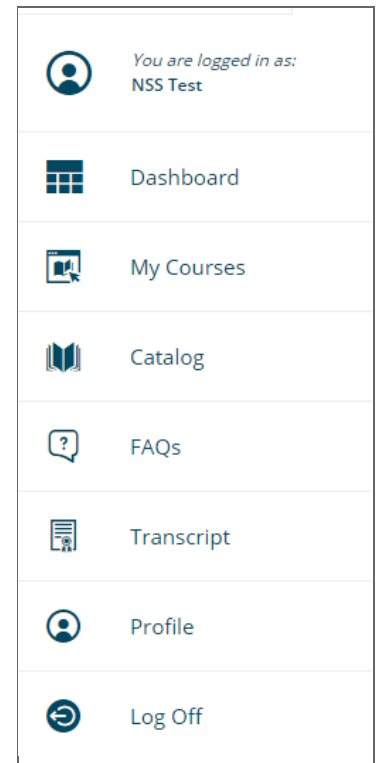 You are logged in as:
NSS Test
Dashboard
My Courses
Catalog
?
FAQs
Transcript
Profile
Log Off